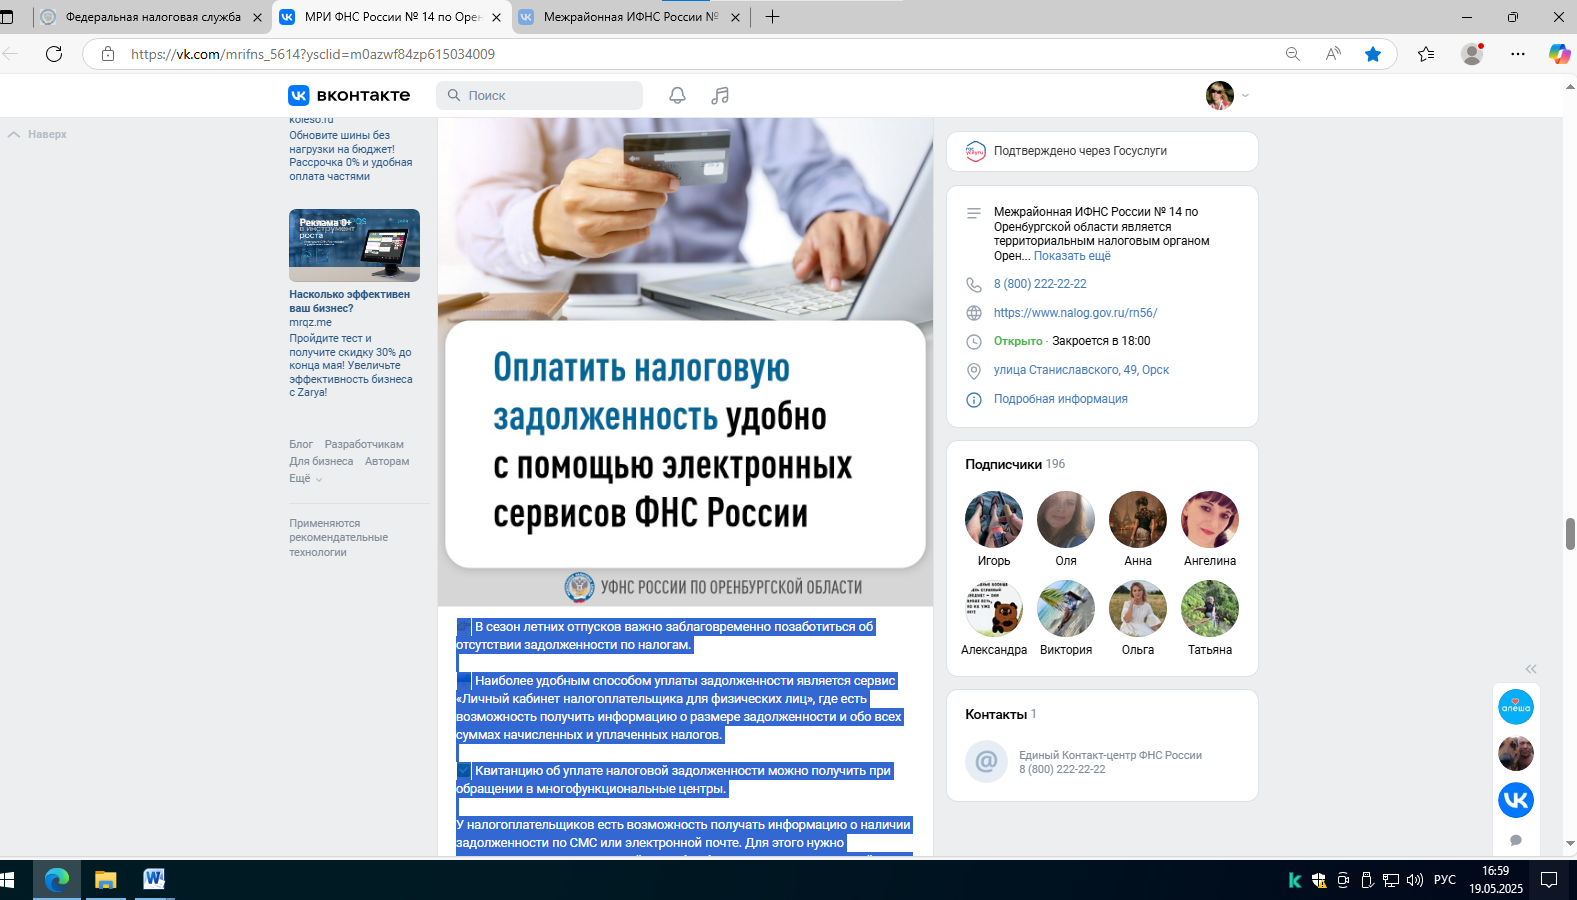 Федеральная налоговая служба
МРИ ФНС России № 14 по Орен
Межрайонная ИФНС России №
https://vk.com/mrifns_5614?ysclid=m0azwf84zp615034009
вконтакте
Поиск
Наверх
koleso.ru
Обновите шины без
нагрузки на бюджет!
Рассрочка 0% и удобная
оплата частями
Реклама 0+
в инструмент
роста
Насколько эффективен
ваш бизнес?
mrqz.me
Пройдите тест и
получите скидку 30% до
конца мая! Увеличьте
эффективность бизнеса
с Zarya!
Блог Разработчикам
Для бизнеса Авторам
Ещё
Применяются
рекомендательные
технологии
Оплатить налоговую
задолженность удобно
с помощью электронных
сервисов ФНС России
УФНС РОССИИ ПО ОРЕНБУРГСКОЙ ОБЛАСТИ
В сезон летних отпусков важно заблаговременно позаботиться об
отсутствии задолженности по налогам.
Наиболее удобным способом уплаты задолженности является сервис
«Личный кабинет налогоплательщика для физических лиц», где есть
возможность получить информацию о размере задолженности и обо всех
суммах начисленных и уплаченных налогов.
Квитанцию об уплате налоговой задолженности можно получить при
обращении в многофункциональные центры.
У налогоплательщиков есть возможность получать информацию о наличии
задолженности по СМС или электронной почте. Для этого нужно
госуслуги
Подтверждено через Госуслуги
Межрайонная ИФНС России № 14 по
Оренбургской области является
территориальным налоговым органом
Орен... Показать ещё
8 (800) 222-22-22
https://www.nalog.gov.ru/rn56/
Открыто · Закроется в 18:00
улица Станиславского, 49, Орск
Подробная информация
Подписчики 196
Игорь Оля Анна Ангелина
Александра Виктория Ольга Татьяна
Контакты 1
Единый Контакт-центр ФНС России
8 (800) 222-22-22
алёша
РУС
16:59
19.05.2025